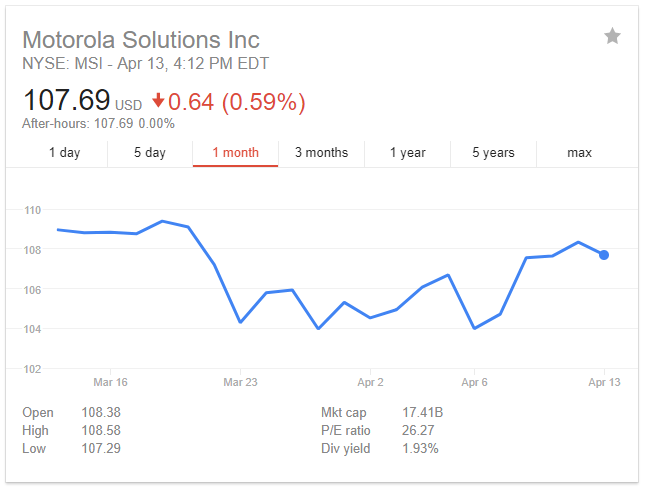 Motorola Solutions Inc
NYSE: MSI - Apr 13, 4:12 PM EDT
107.69 USD 0.64 (0.59%)
After-hours: 107.69 0.00%
1 day 5 day 1 month 3 months 1 year 5 years max
110
108
106
104
102
Mar 16 Mar 23 Apr 2 Apr 6 Apr 13
Open 108.38 Mkt cap 17.41B
High 108.58 P/E ratio 26.27
Low 107.29 Div yield 1.93%